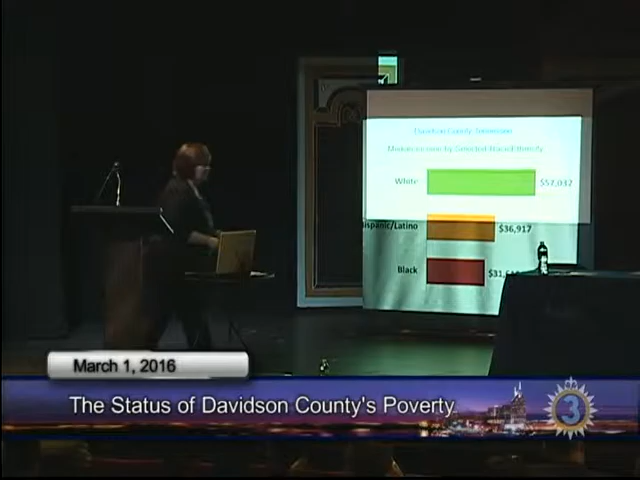 Davidson County, Tennessee
White
$57,032
Hispanic/Latino
$36,917
Black
March 1, 2016
The Status of Davidson County's Poverty
3